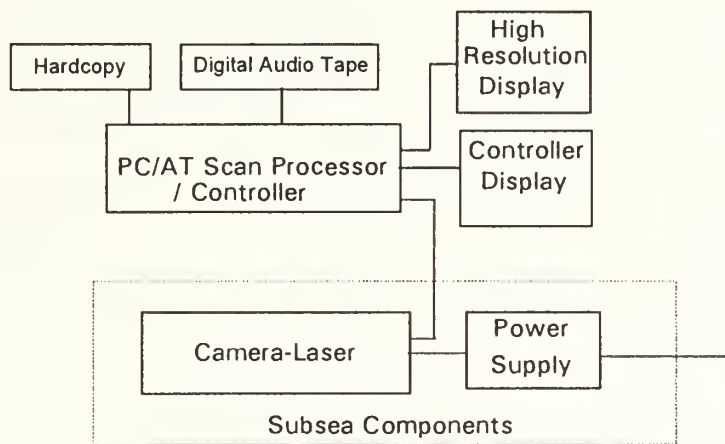 Hardcopy
Digital Audio Tape
High
Resolution
Display
PC/AT Scan Processor
/ Controller
Controller
Display
Camera-Laser
Power
Supply
Subsea Components